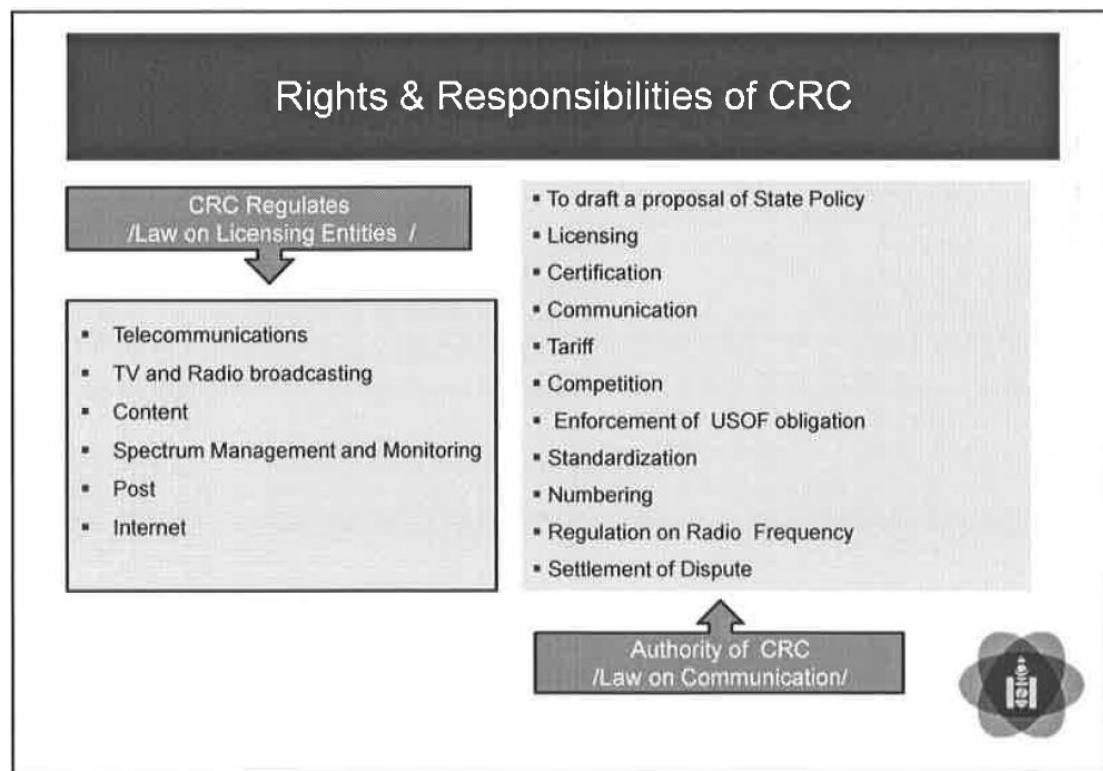 Rights & Responsibilities of CRC
CRC Regulates
/Law on Licensing Entities /
▪ Telecommunications
▪ TV and Radio broadcasting
▪ Content
▪ Spectrum Management and Monitoring
▪ Post
▪ Internet
▪ To draft a proposal of State Policy
▪ Licensing
▪ Certification
▪ Communication
▪ Tariff
▪ Competition
▪ Enforcement of USOF obligation
▪ Standardization
▪ Numbering
▪ Regulation on Radio Frequency
▪ Settlement of Dispute
Authority of CRC
/Law on Communication/